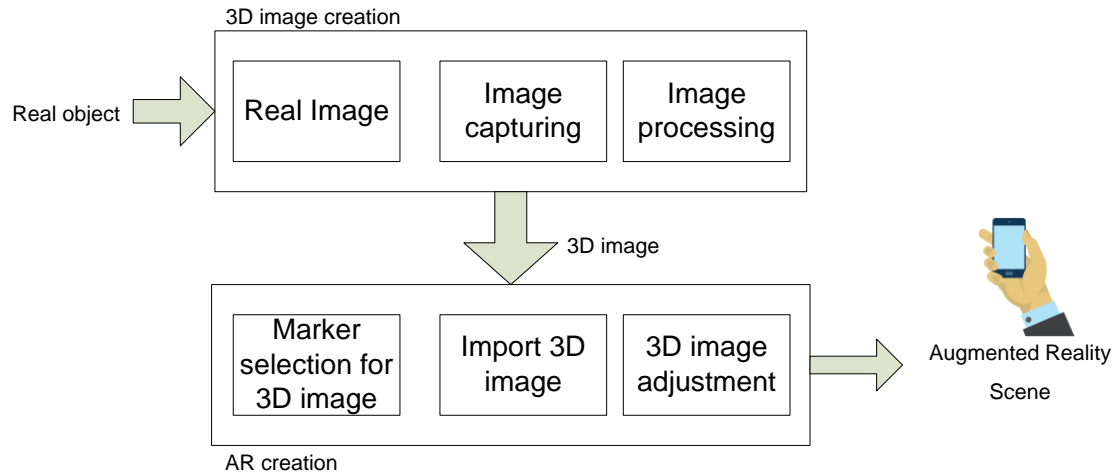 3D image creation
Real object
Real Image
Image
capturing
Image
processing
3D image
Marker
selection for
3D image
Import 3D
image
3D image
adjustment
Augmented Reality
Scene
AR creation